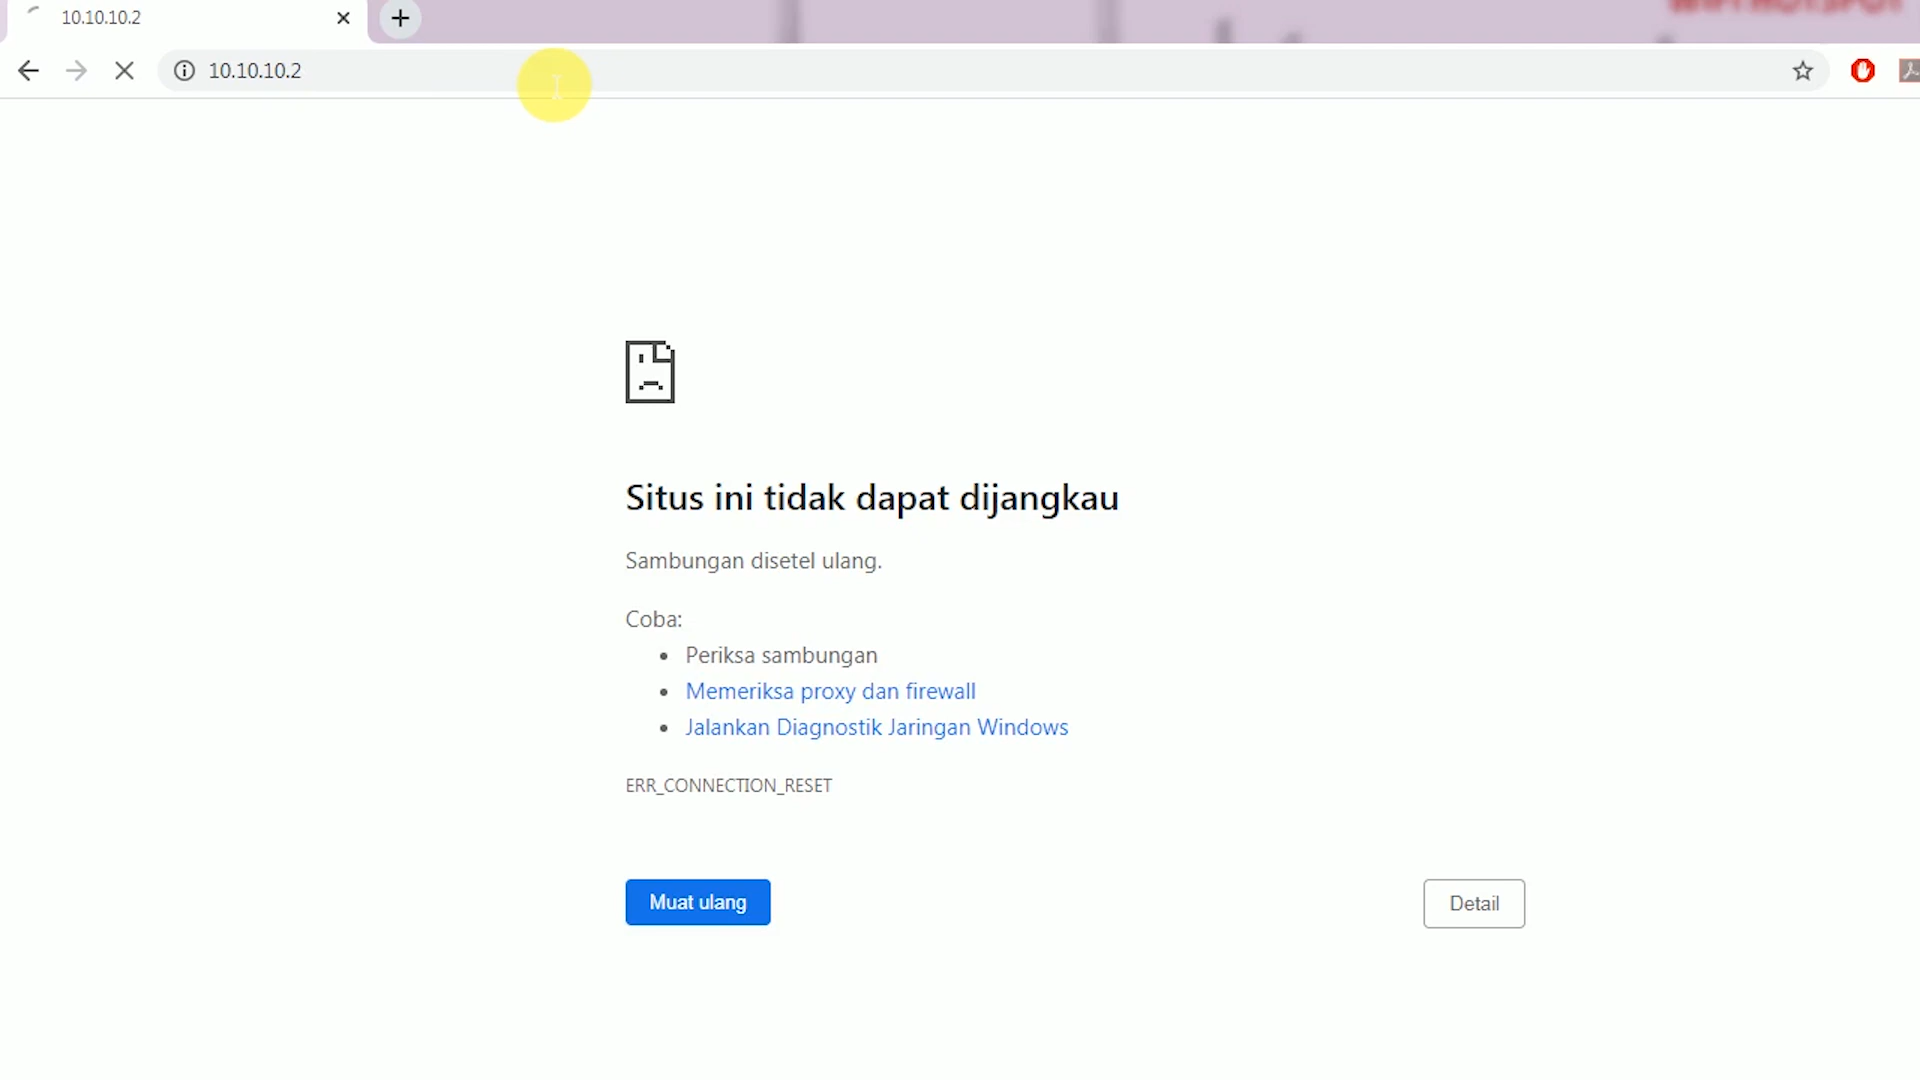 10.10.10.2
10.10.10.2
Situs ini tidak dapat dijangkau
Sambungan disetel ulang.
Coba:
Periksa sambungan
Memeriksa proxy dan firewall
Jalankan Diagnostik Jaringan Windows
ERR_CONNECTION_RESET
Muat ulang
Detail